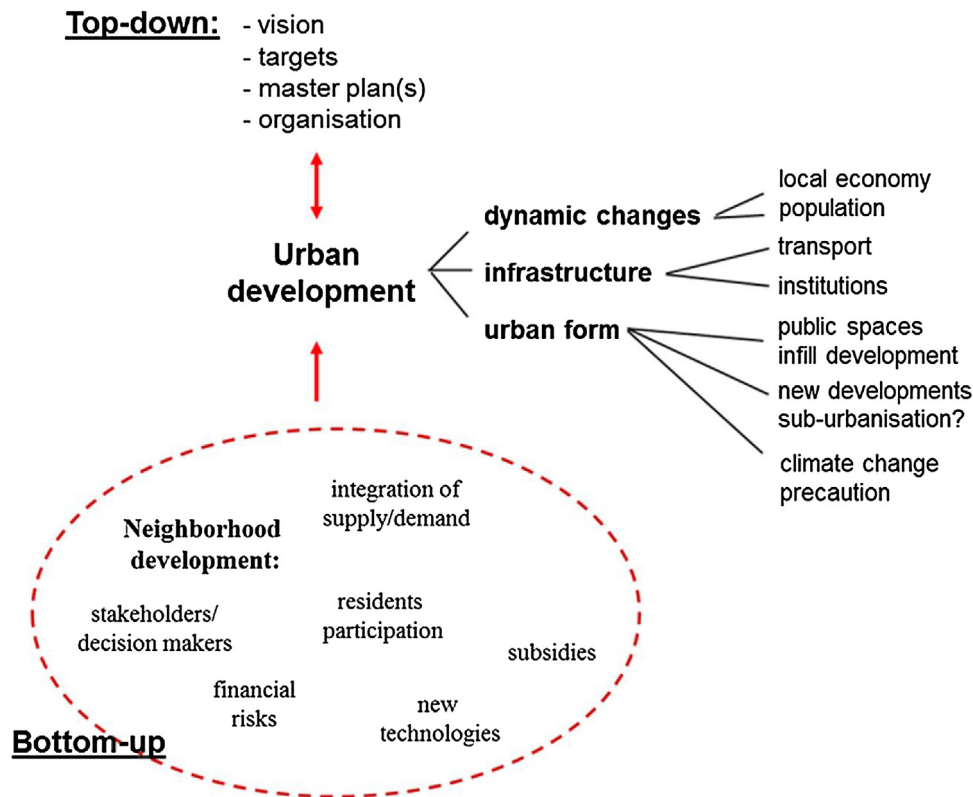 Top-down: - vision
- targets
- master plan(s)
- organisation
Urban
development
dynamic changes
infrastructure
urban form
local economy
population
transport
institutions
public spaces
infill development
new developments
sub-urbanisation?
climate change
precaution
integration of
supply/demand
Neighborhood
development:
stakeholders/
decision makers
residents
participation
subsidies
financial
risks
new
technologies
Bottom-up